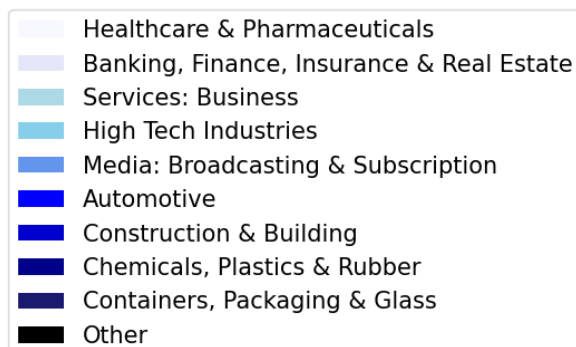 Healthcare & Pharmaceuticals
Banking, Finance, Insurance & Real Estate
Services: Business
High Tech Industries
Media: Broadcasting & Subscription
Automotive
Construction & Building
Chemicals, Plastics & Rubber
Containers, Packaging & Glass
Other